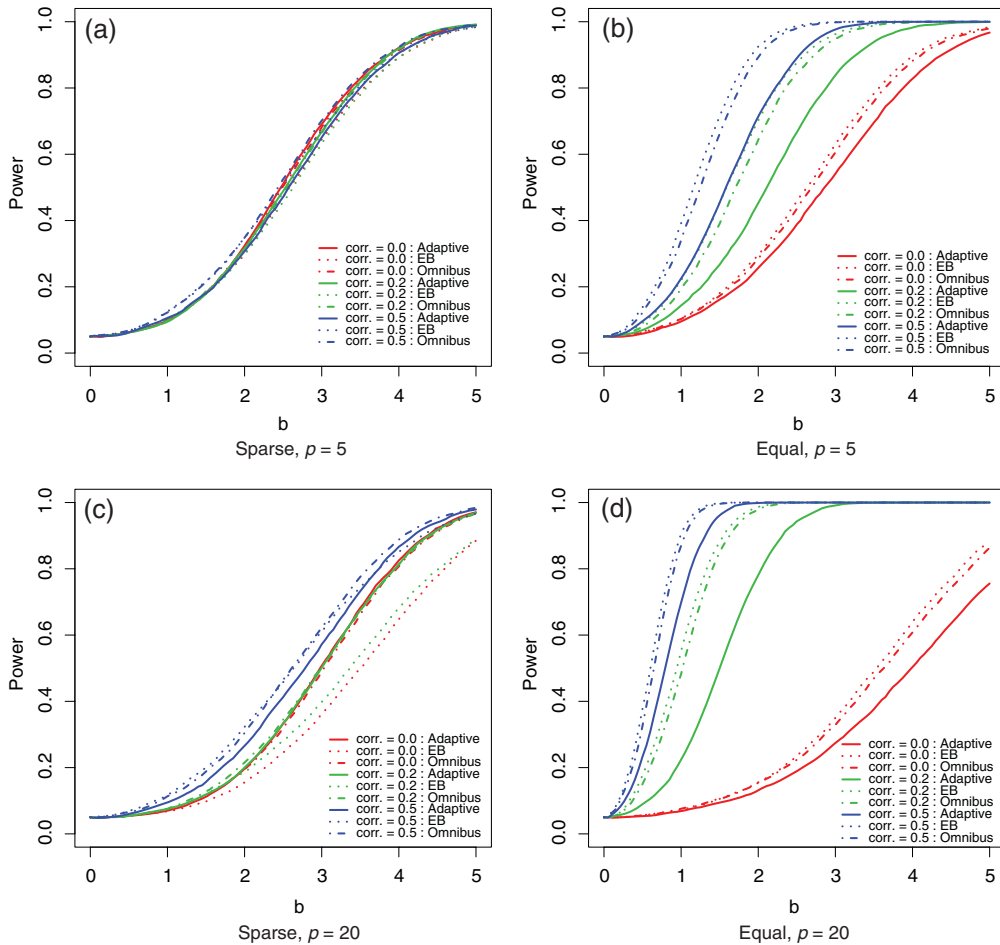 (a)
Power
0.0
0.2
0.4
0.6
0.8
1.0
corr. = 0.0 : Adaptive
corr. = 0.0 : EB
corr. = 0.0 : Omnibus
corr. = 0.2 : Adaptive
corr. = 0.2 : EB
corr. = 0.2 : Omnibus
corr. = 0.5 : Adaptive
corr. = 0.5 : EB
corr. = 0.5 : Omnibus
0 1 2 3 4 5
b
Sparse, p = 5
(b)
Power
0.0
0.2
0.4
0.6
0.8
1.0
corr. = 0.0 : Adaptive
corr. = 0.0 : EB
corr. = 0.0 : Omnibus
corr. = 0.2 : Adaptive
corr. = 0.2 : EB
corr. = 0.2 : Omnibus
corr. = 0.5 : Adaptive
corr. = 0.5 : EB
corr. = 0.5 : Omnibus
0 1 2 3 4 5
b
Equal, p = 5
(c)
Power
0.0
0.2
0.4
0.6
0.8
1.0
corr. = 0.0 : Adaptive
corr. = 0.0 : EB
corr. = 0.0 : Omnibus
corr. = 0.2 : Adaptive
corr. = 0.2 : EB
corr. = 0.2 : Omnibus
corr. = 0.5 : Adaptive
corr. = 0.5 : EB
corr. = 0.5 : Omnibus
0 1 2 3 4 5
b
Sparse, p = 20
(d)
Power
0.0
0.2
0.4
0.6
0.8
1.0
corr. = 0.0 : Adaptive
corr. = 0.0 : EB
corr. = 0.0 : Omnibus
corr. = 0.2 : Adaptive
corr. = 0.2 : EB
corr. = 0.2 : Omnibus
corr. = 0.5 : Adaptive
corr. = 0.5 : EB
corr. = 0.5 : Omnibus
0 1 2 3 4 5
b
Equal, p = 20